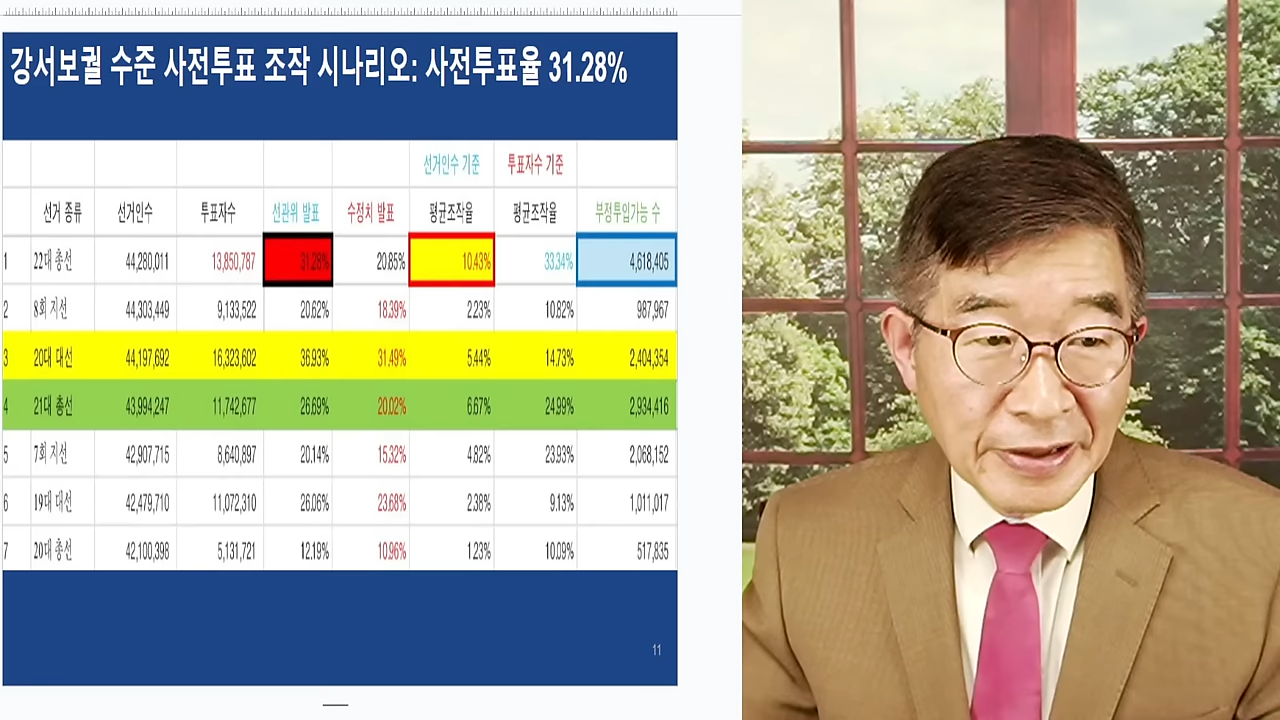 강서보궐 수준 사전투표 조작 시나리오: 사전투표율 31.28%
선거인수 기준 투표자수 기준
선거 종류 선거인수 투표자수 선관위 발표 수정치 발표 평균조작율 평균조작율 부정투입가능 수
1 22대 총선 44,280,011 13,850,787 31.28% 20.85% 10.43% 33.34% 4,618,405
2 8회 지선 44,303,449 9,133,522 20.62% 18.39% 2.23% 10.82% 987,967
3 20대 대선 44,197,692 16,323,602 36.93% 31.49% 5.44% 14.73% 2,404,354
4 21대 총선 43,994,247 11,742,677 26.69% 20.02% 6.67% 24.99% 2,934,416
5 7회 지선 42,907,715 8,640,897 20.14% 15.32% 4.82% 23.93% 2,068,152
6 19대 대선 42,479,710 11,072,310 26.06% 23.68% 2.38% 9.13% 1,011,017
7 20대 총선 42,100,398 5,131,721 12.19% 10.96% 1.23% 10.09% 517,835
11